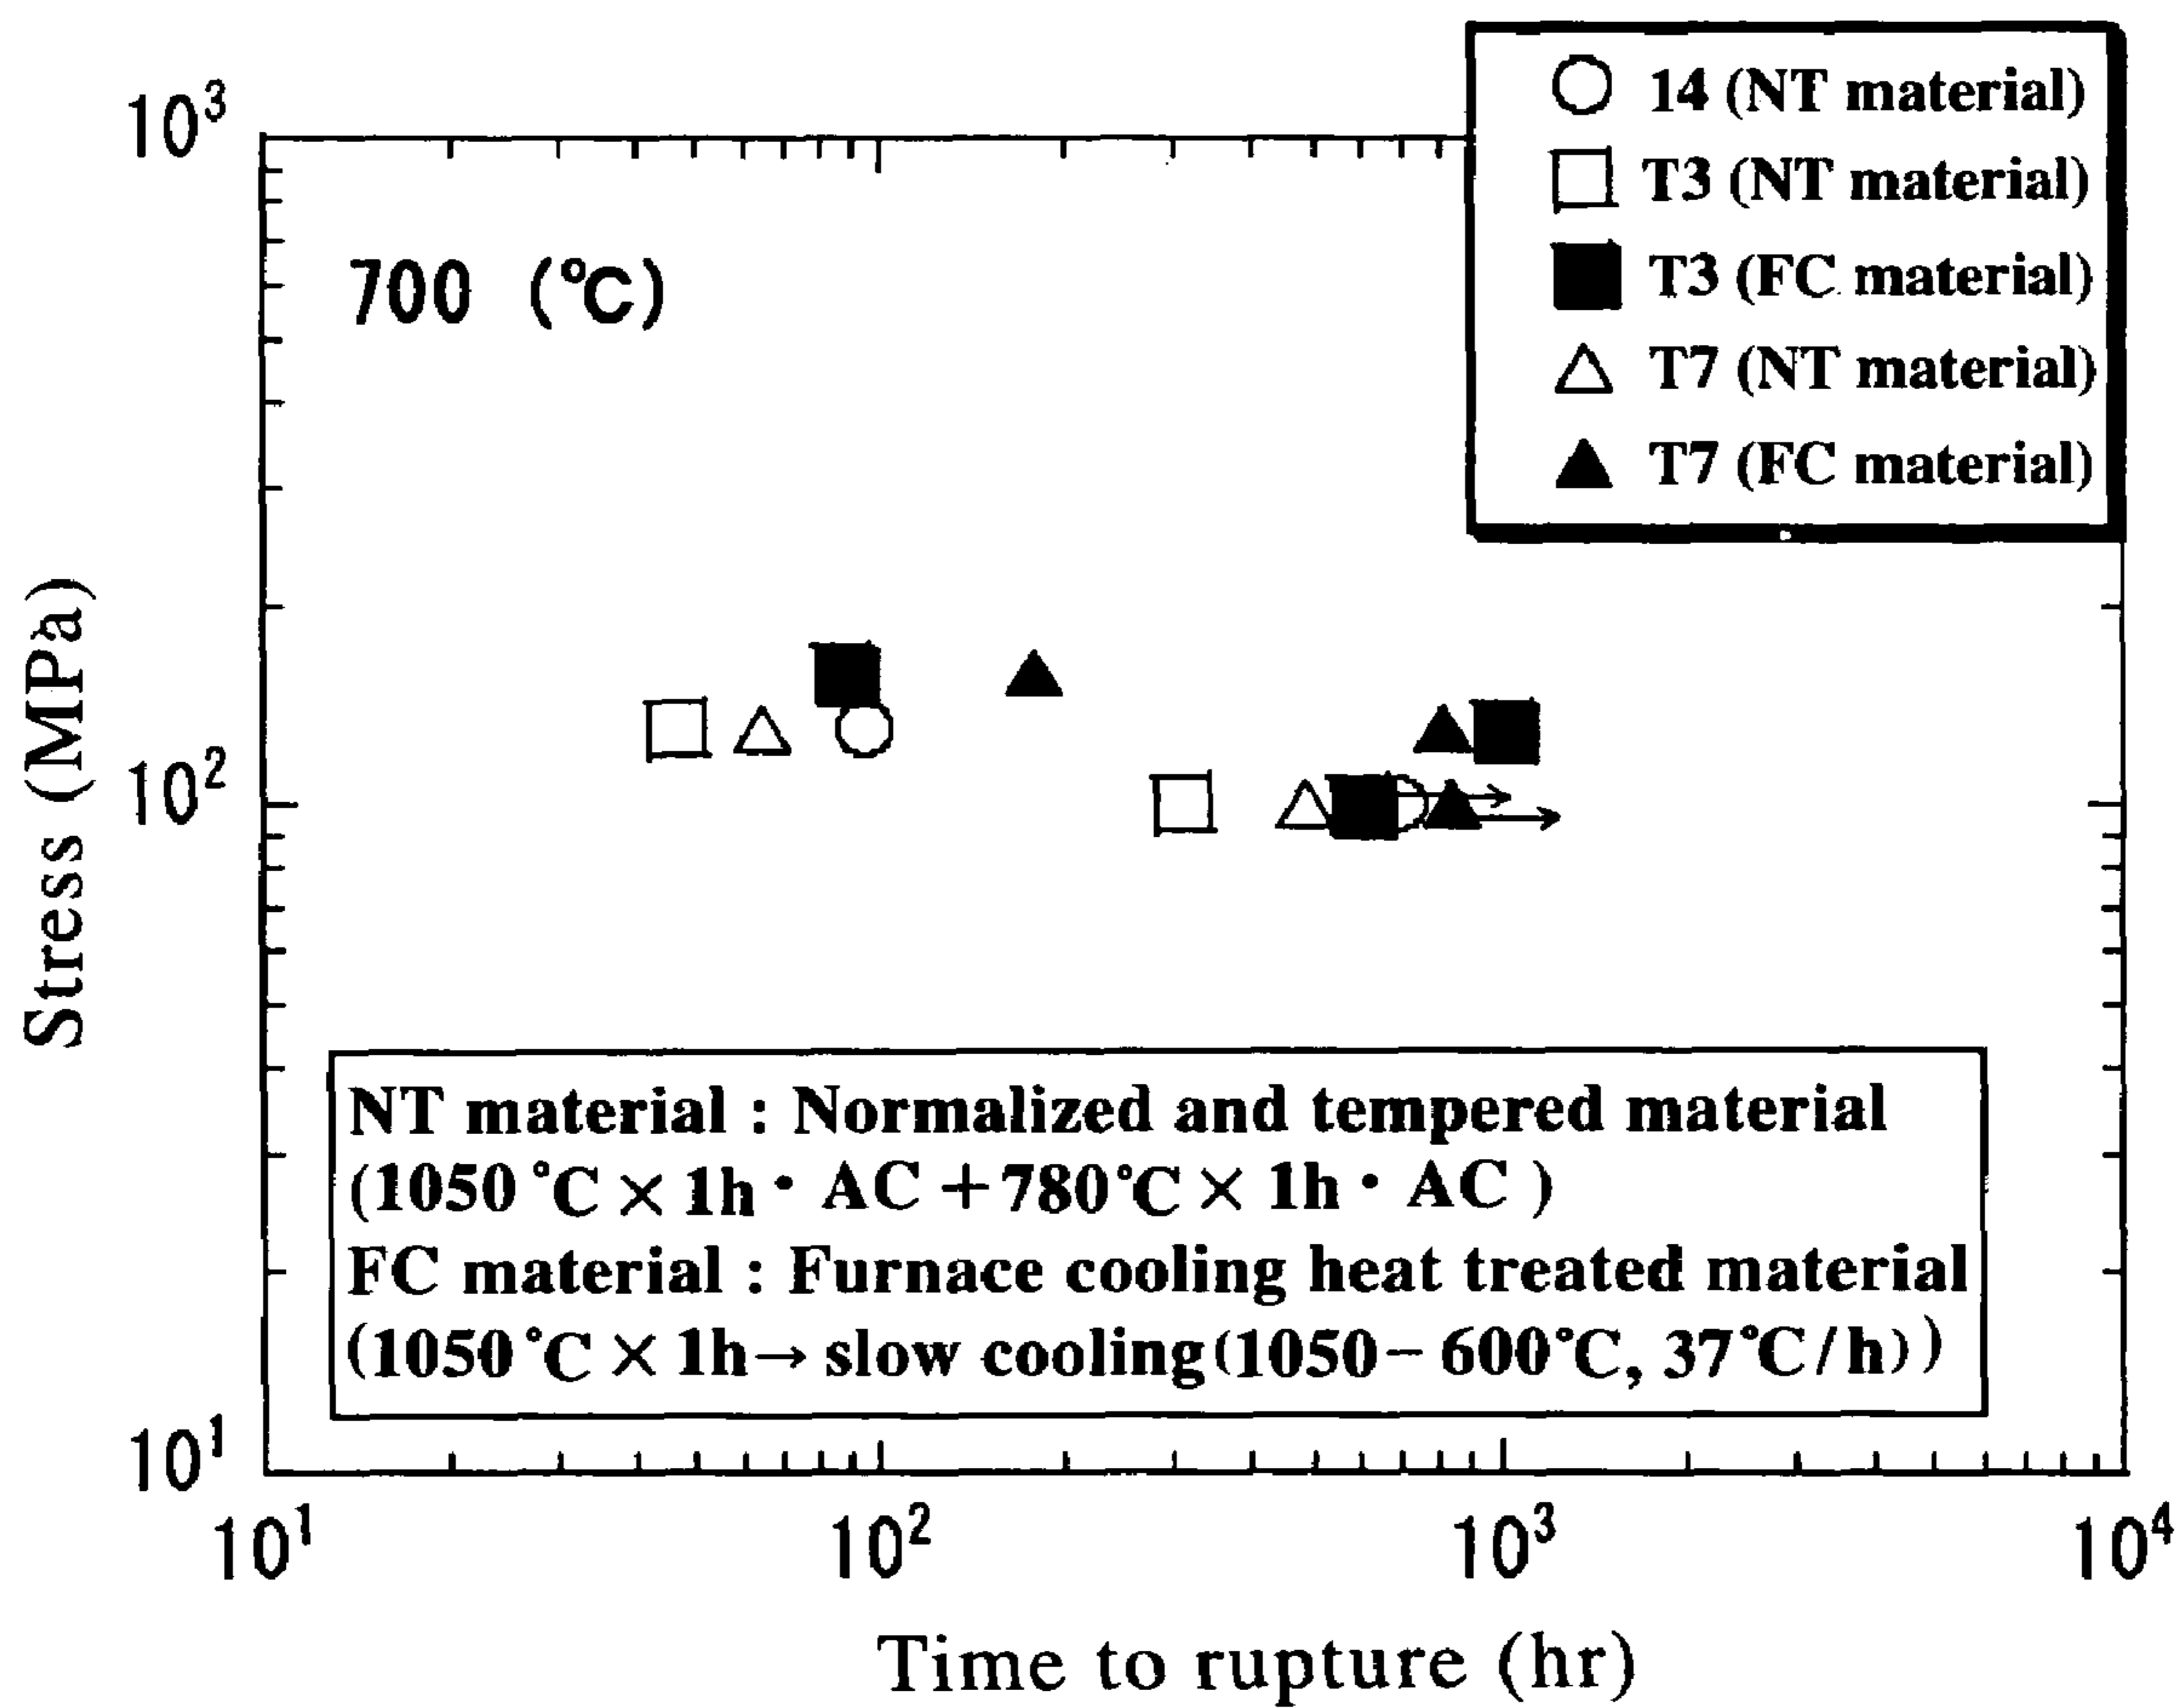 14 (NT material)
T3 (NT material)
T3 (FC material)
T7 (NT material)
T7 (FC material)
10³
700 (°C)
Stress (MPa)
10²
NT material : Normalized and tempered material
(1050°C × 1h・AC +780°C × 1h・AC )
FC material : Furnace cooling heat treated material
(1050°C × 1h→ slow cooling(1050− 600°C, 37°C/h))
10¹
10¹ 10² 10³ 10⁴
Time to rupture (hr)